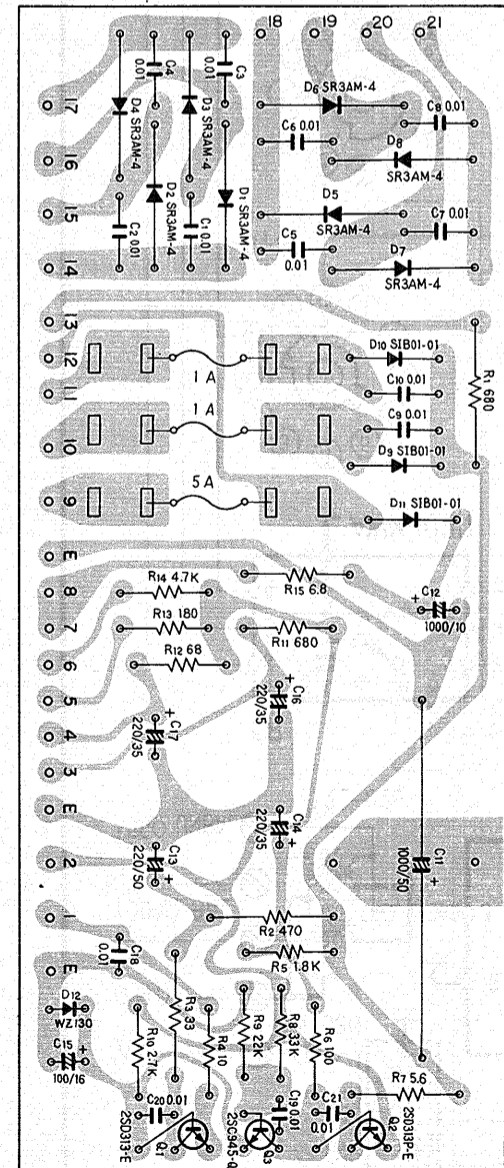 18 19 20 21
C4 0.01
C3 0.01
D4 SR3AM-4
D3 SR3AM-4
D2 SR3AM-4
D1 SR3AM-4
C2 0.01
C1 0.01
D6 SR3AM-4
C8 0.01
C6 0.01
D8
SR3AM-4
D5
SR3AM-4
C7 0.01
C5
0.01
D7
SR3AM-4
17
16
15
14
13
12
11
10
9
E
8
7
6
5
4
3
E
2
1
E
1 A
1 A
5 A
D10 SIB01-01
C10 0.01
C9 0.01
D9 SIB01-01
R1 680
D11 SIB01-01
R14 4.7K
R15 6.8
C12
+
1000/10
R13 180
R11 680
R12 68
+
C16
220/35
+
C17
220/35
C14
220/35
+
C13
220/50
+
C11
1000/50
+
R2 470
R5 1.8K
C18
0.01
D12
WZ130
C15
+
100/16
R10 2.7K
R3 .33
R4 10
R9 22K
R8 33K
R6 100
R7 5.6
C20 0.01
C19 0.01
C21
0.01
2SD313-E
Q1
2SC945-Q
Q3
Q2
2SD313P-E